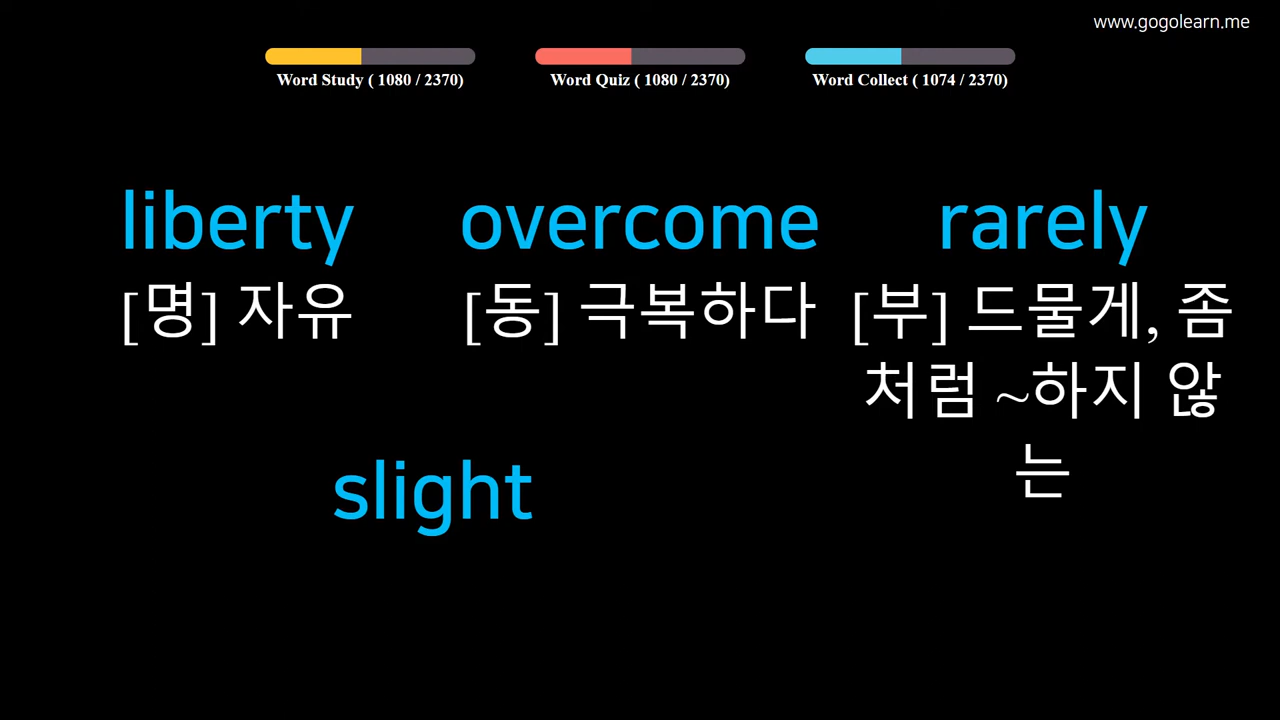 www.gogolearn.me
Word Study ( 1080 / 2370)
Word Quiz ( 1080 / 2370)
Word Collect ( 1074 / 2370)
liberty
[명] 자유
overcome
[동] 극복하다
rarely
[부] 드물게, 좀
처럼 ~하지 않
는
slight